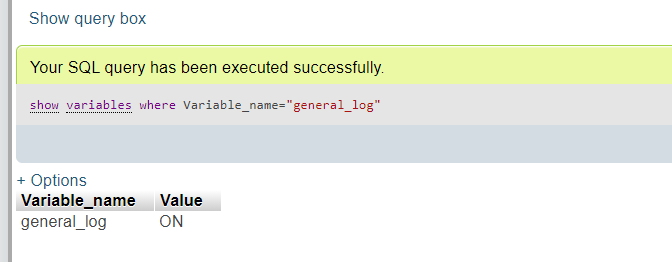 Show query box
Your SQL query has been executed successfully.
show variables where Variable_name="general_log"
+ Options
Variable_name Value
general_log ON